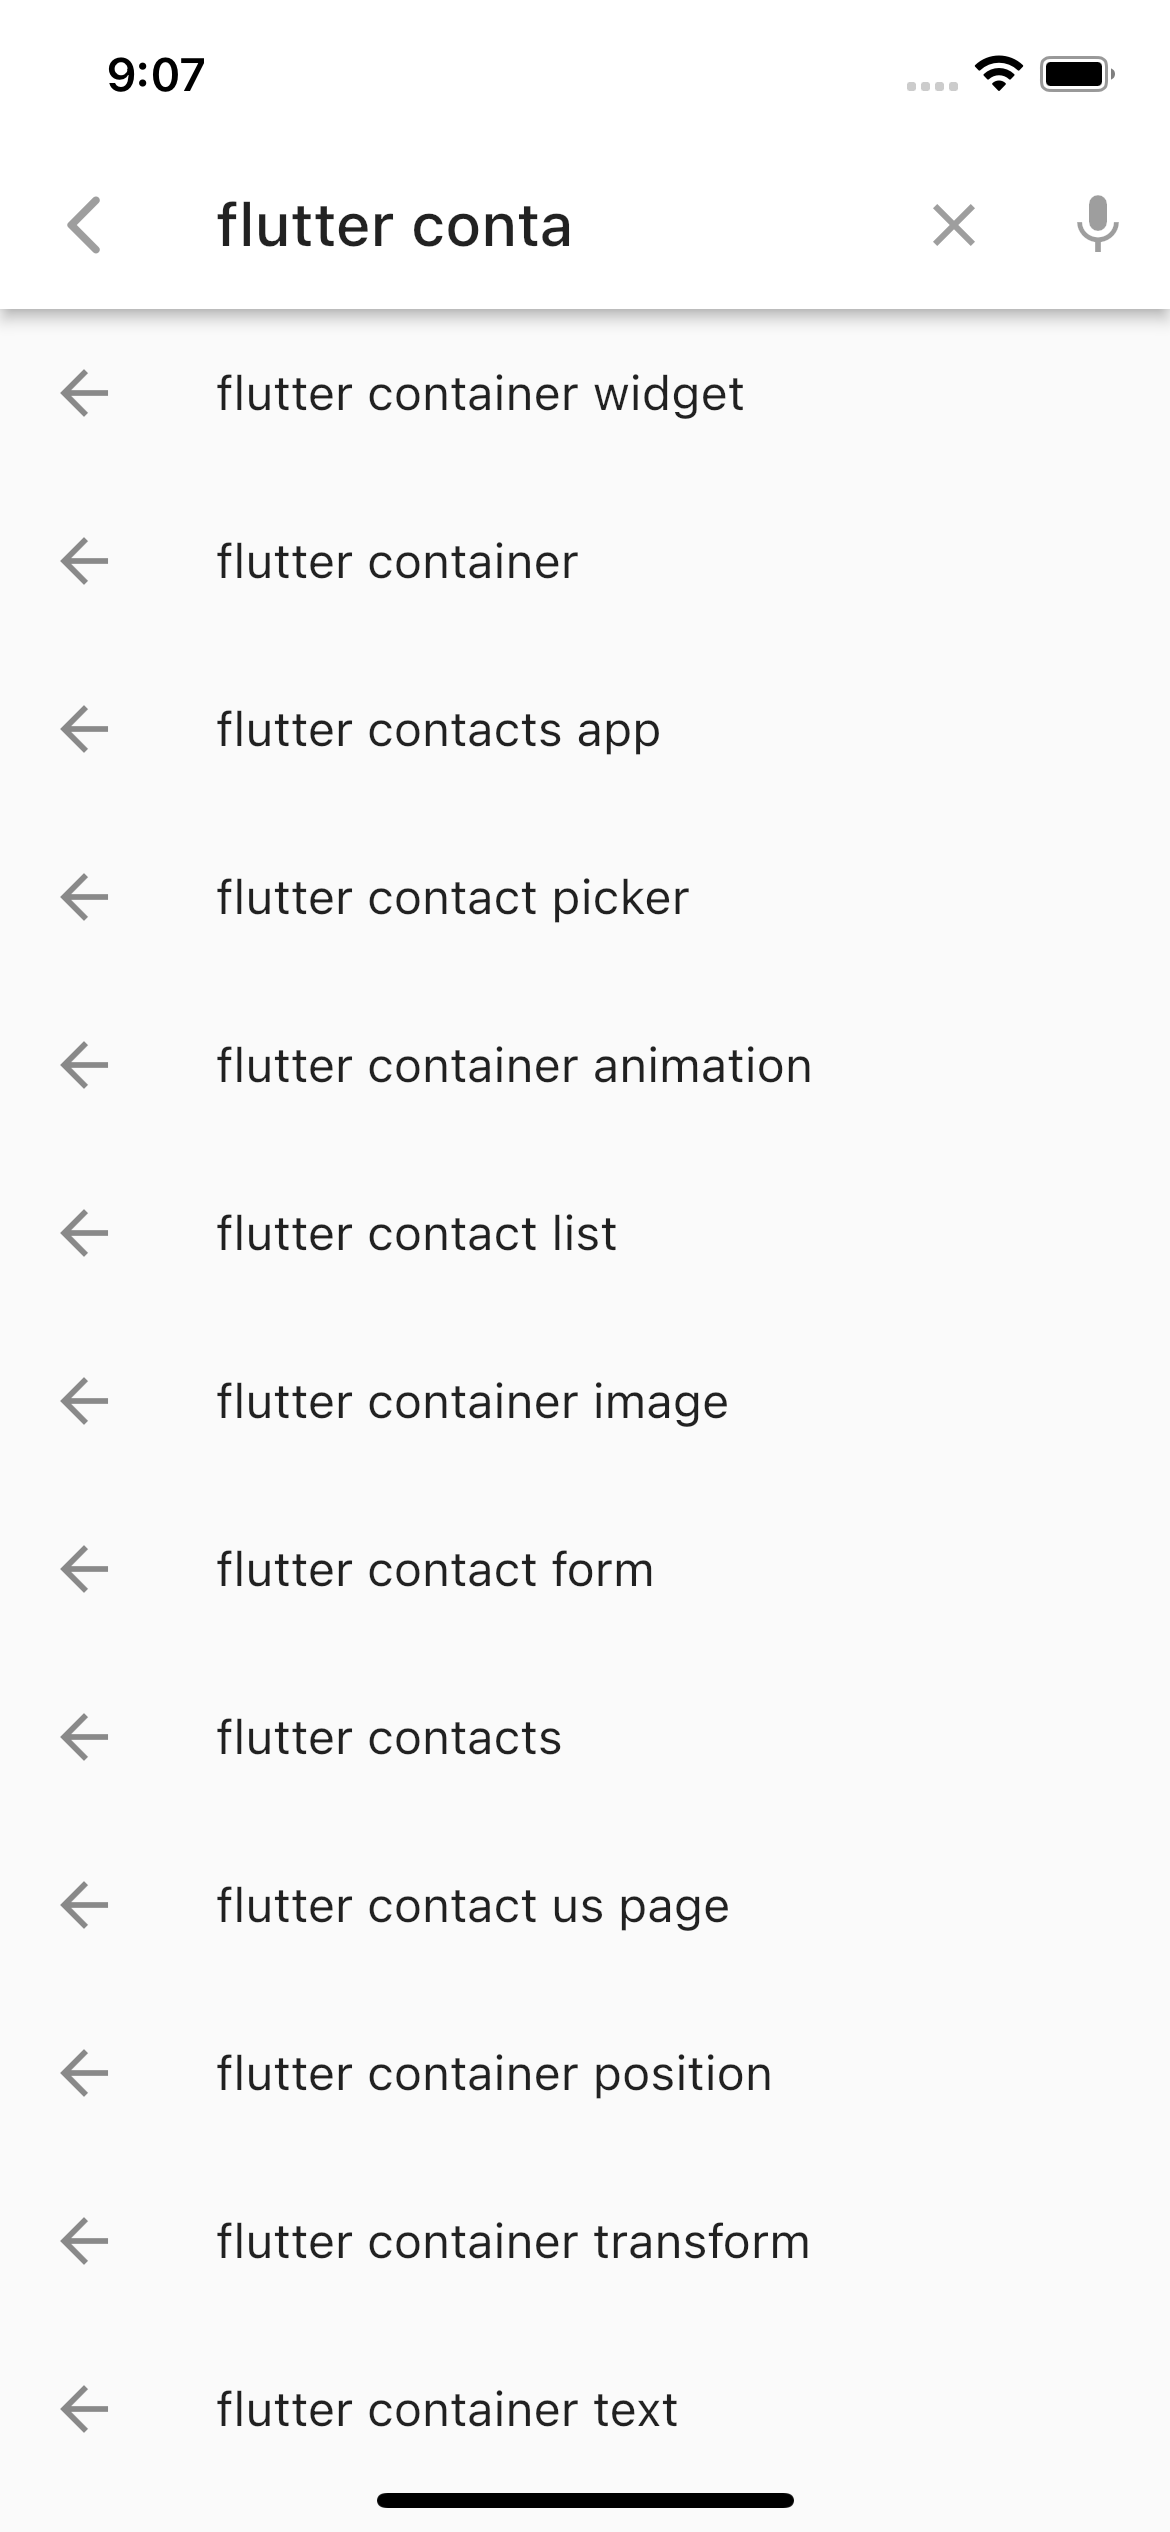 9:07
flutter conta
flutter container widget
flutter container
flutter contacts app
flutter contact picker
flutter container animation
flutter contact list
flutter container image
flutter contact form
flutter contacts
flutter contact us page
flutter container position
flutter container transform
flutter container text